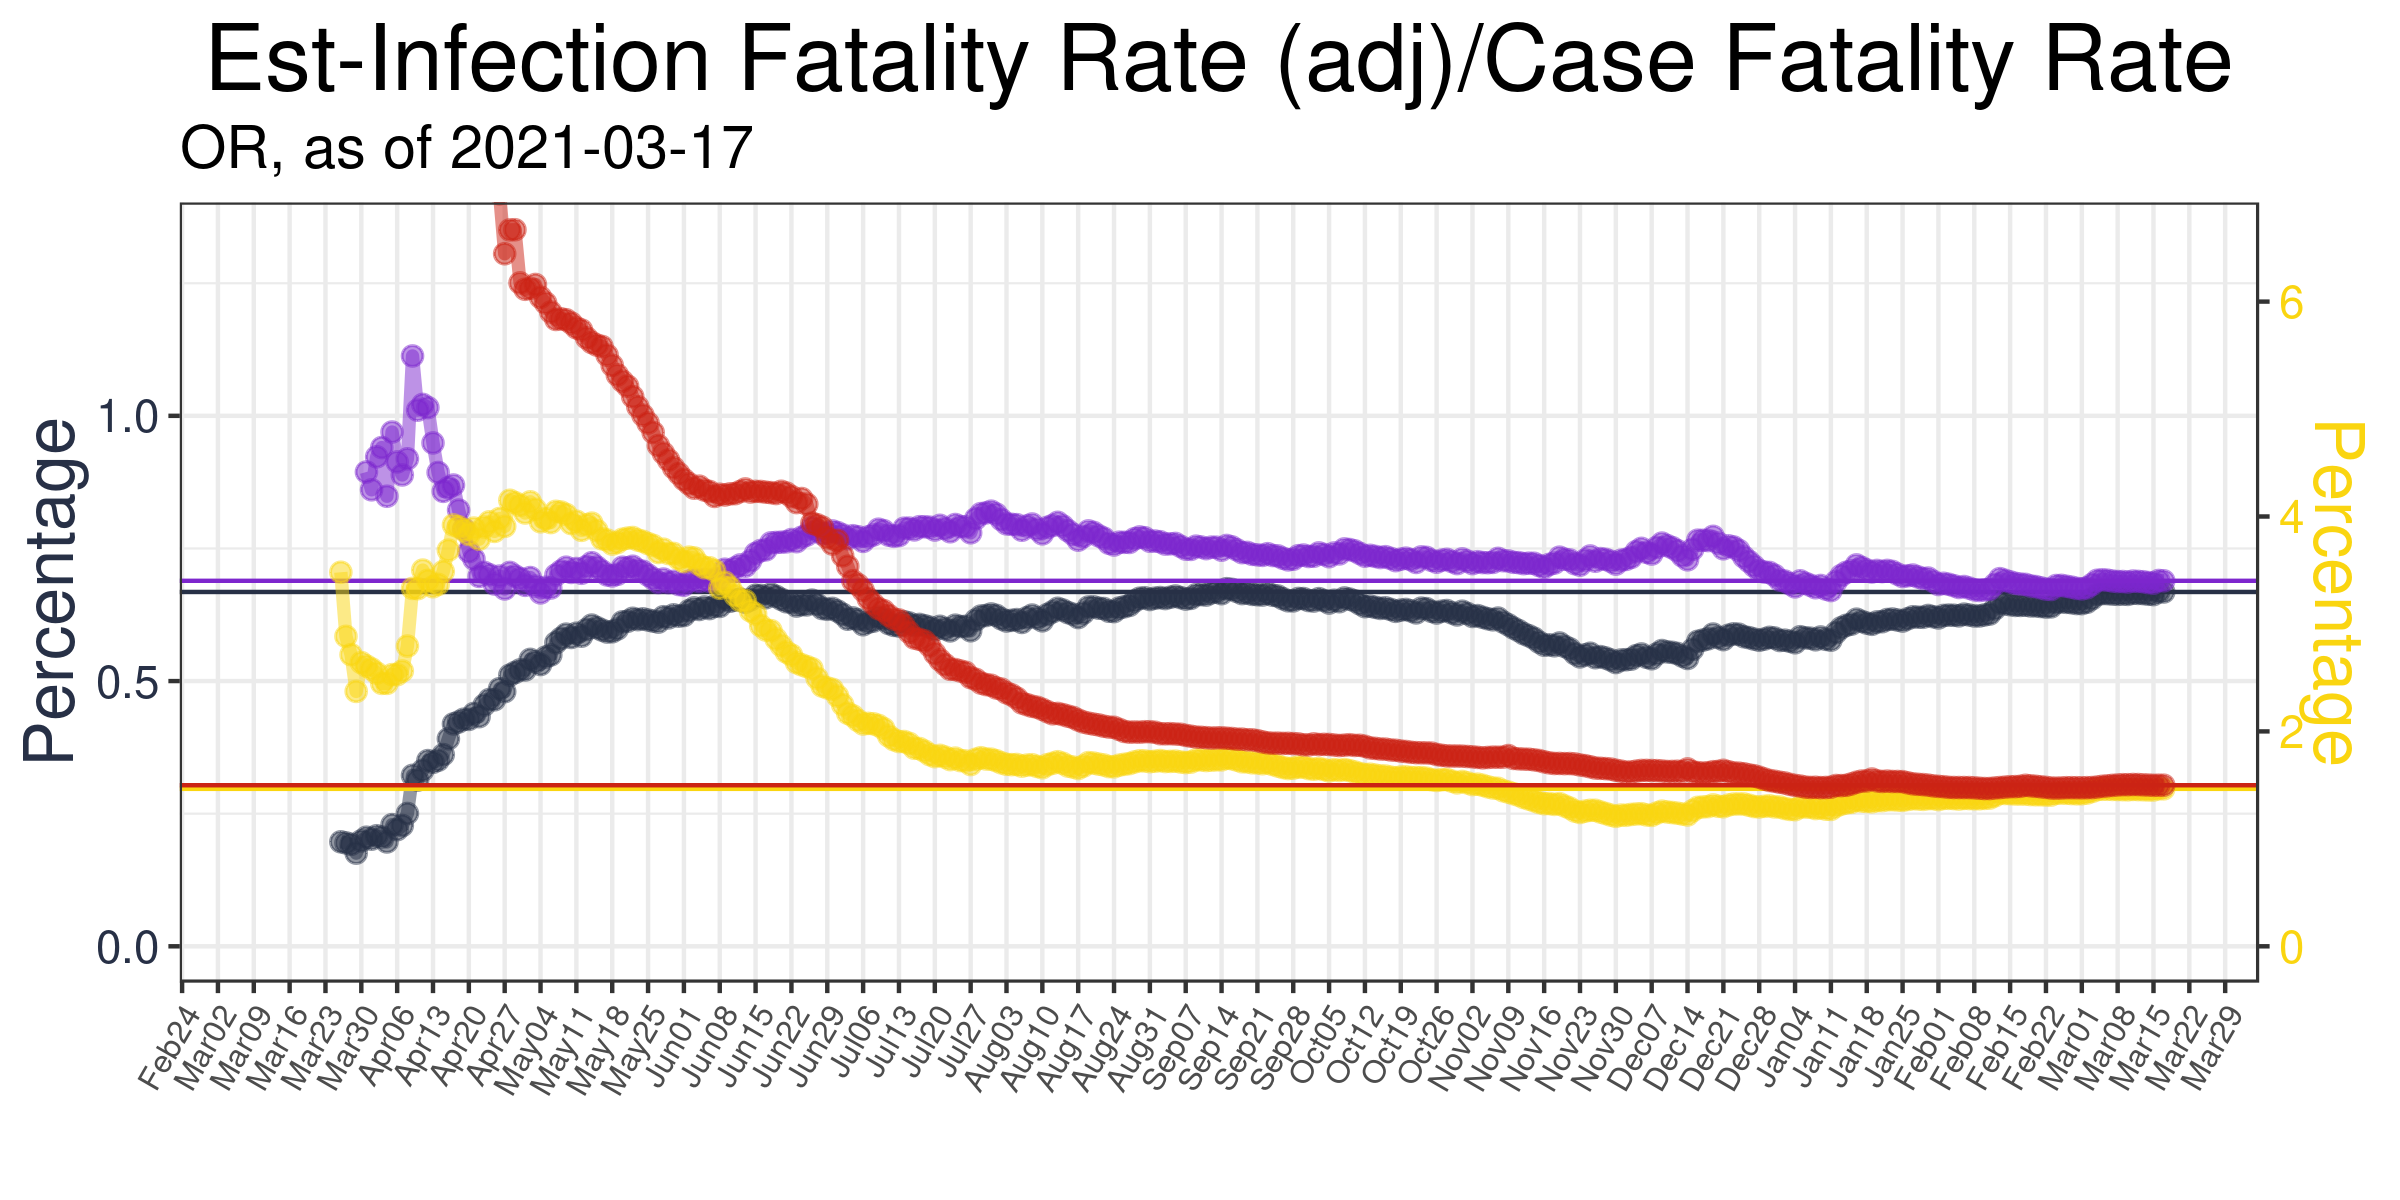 Est-Infection Fatality Rate (adj)/Case Fatality Rate
OR, as of 2021-03-17
Percentage
1.0
0.5
0.0
6
4
2
0
Percentage
Feb24
Mar02
Mar09
Mar16
Mar23
Mar30
Apr06
Apr13
Apr20
Apr27
May04
May11
May18
May25
Jun01
Jun08
Jun15
Jun22
Jun29
Jul06
Jul13
Jul20
Jul27
Aug03
Aug10
Aug17
Aug24
Aug31
Sep07
Sep14
Sep21
Sep28
Oct05
Oct12
Oct19
Oct26
Nov02
Nov09
Nov16
Nov23
Nov30
Dec07
Dec14
Dec21
Dec28
Jan04
Jan11
Jan18
Jan25
Feb01
Feb08
Feb15
Feb22
Mar01
Mar08
Mar15
Mar22
Mar29